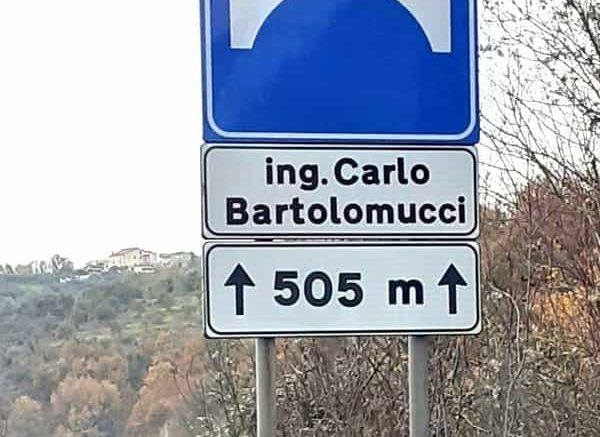 ing. Carlo
Bartolomucci
↑ 505 m ↑